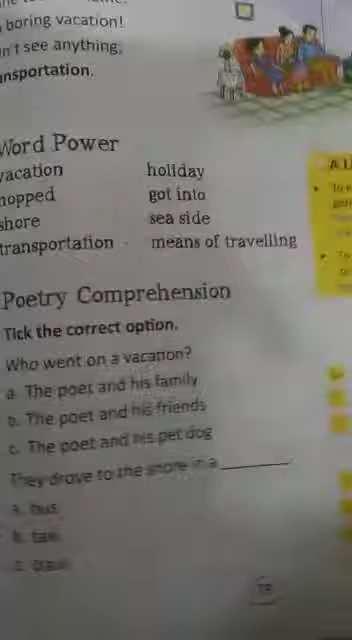 boring vacation!
n't see anything,
nsportation.
Word Power
vacation holiday
hopped got into
shore sea side
transportation - means of travelling
Poetry Comprehension
Tick the correct option.
Who went on a vacation?
a. The poet and his family
b. The poet and his friends
c. The poet and his pet dog
They drove to the shore in a ________.
a. bus
b. taxi
c. train